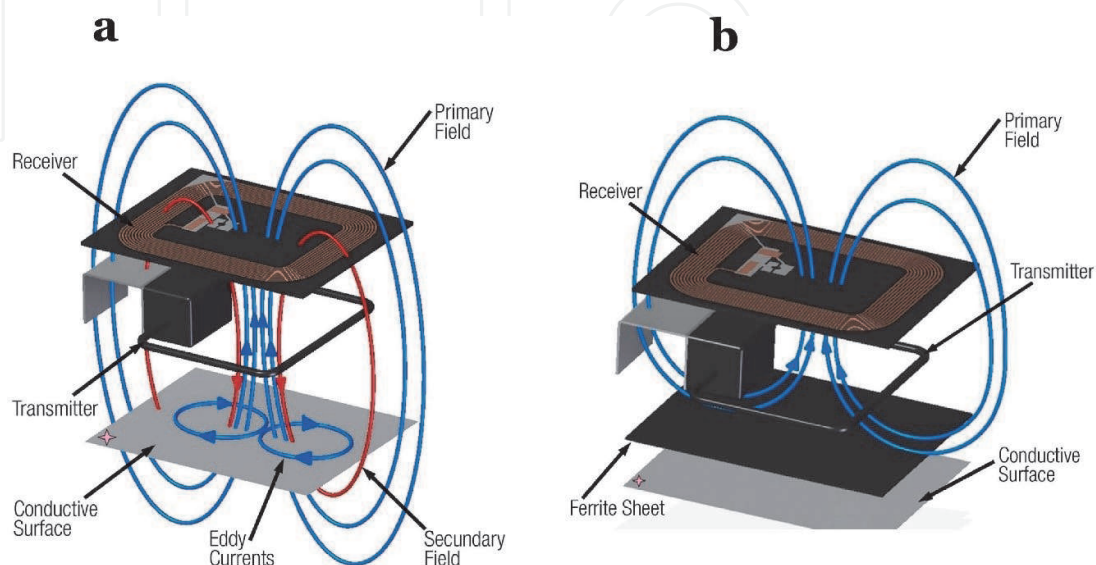 a
Primary
Field
Receiver
Transmitter
Conductive
Surface
Eddy
Currents
Secundary
Field
b
Primary
Field
Receiver
Transmitter
Conductive
Surface
Ferrite Sheet